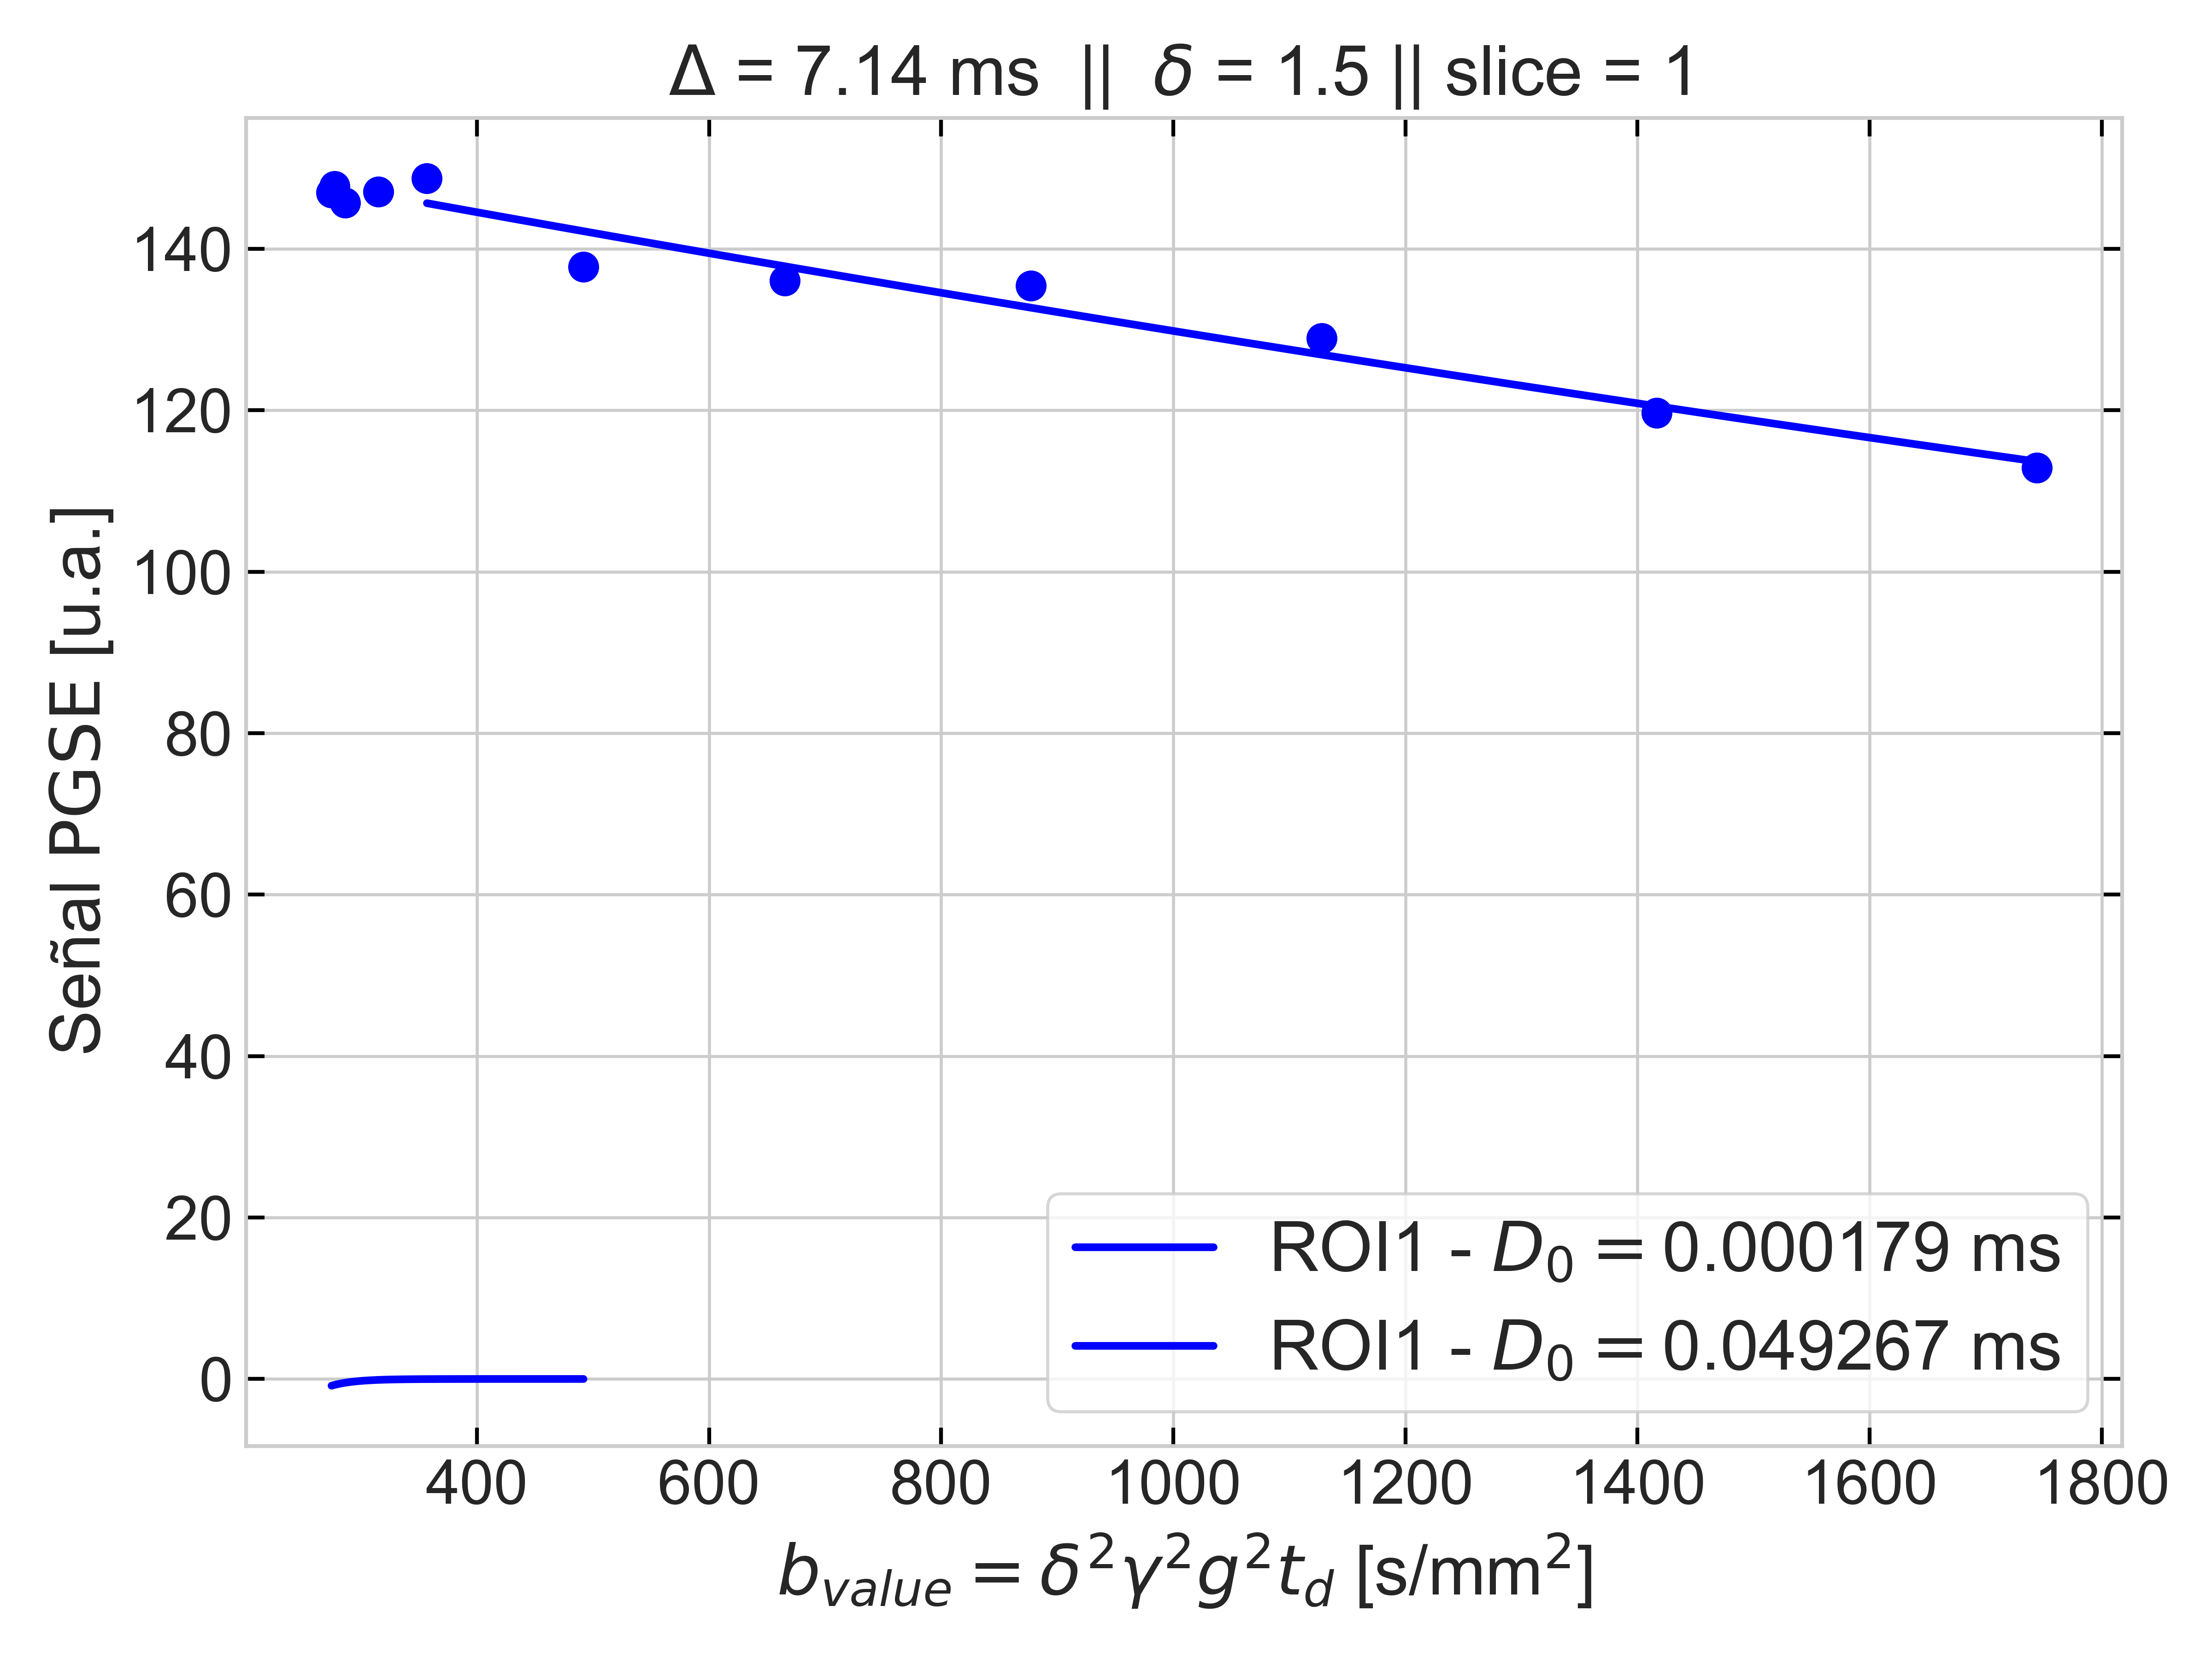 Δ = 7.14 ms || δ = 1.5 || slice = 1
Señal PGSE [u.a.]
140
120
100
80
60
40
20
0
ROI1 - D₀ = 0.000179 ms
ROI1 - D₀ = 0.049267 ms
400 600 800 1000 1200 1400 1600 1800
b_value = δ²γ²g²t_d [s/mm²]